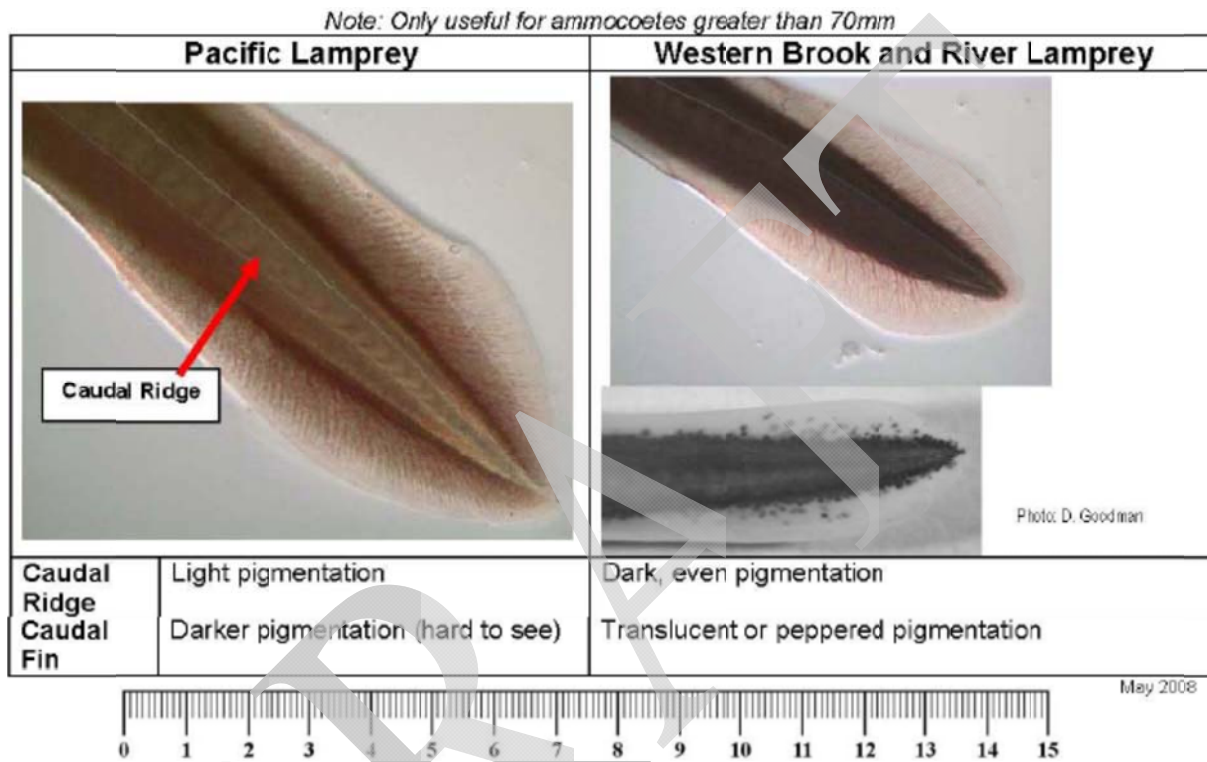 Note: Only useful for ammocoetes greater than 70mm
Pacific Lamprey
Western Brook and River Lamprey
Caudal Ridge
Photo: D. Goodman
Caudal Ridge
Light pigmentation
Dark, even pigmentation
Caudal Fin
Darker pigmentation (hard to see)
Translucent or peppered pigmentation
May 2008
0 1 2 3 4 5 6 7 8 9 10 11 12 13 14 15
DRAFT